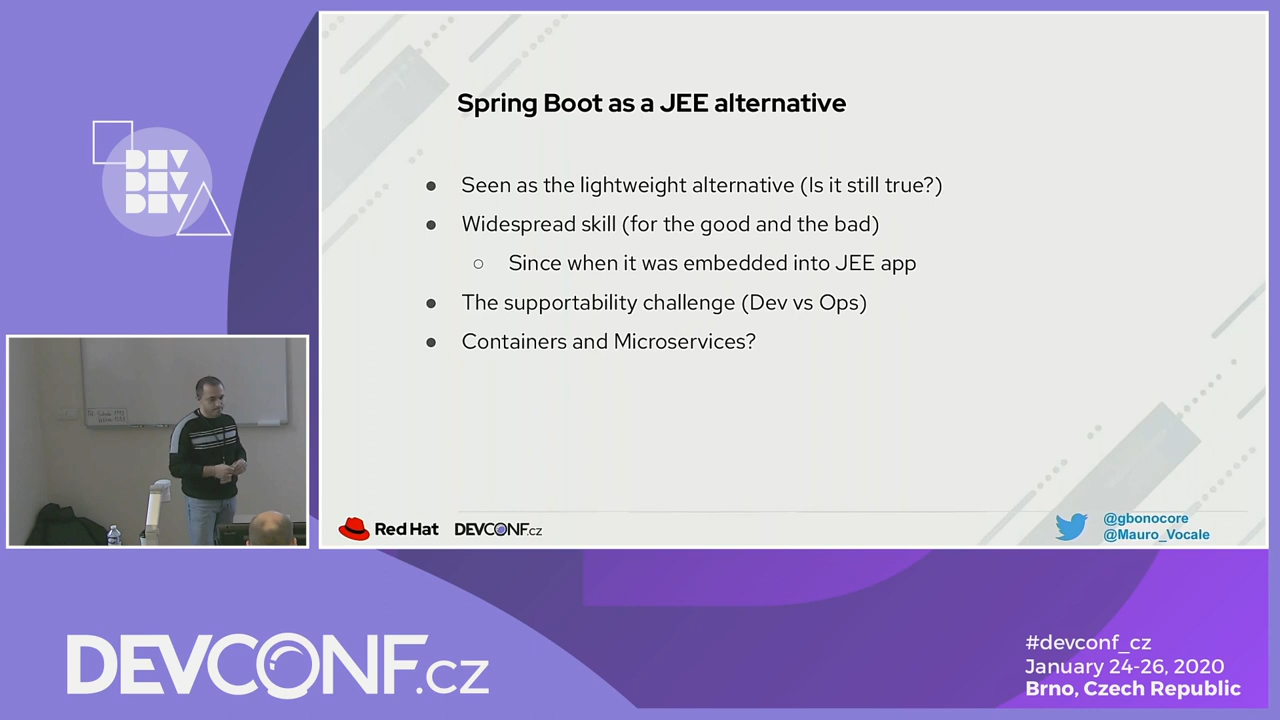 Spring Boot as a JEE alternative
● Seen as the lightweight alternative (Is it still true?)
● Widespread skill (for the good and the bad)
○ Since when it was embedded into JEE app
● The supportability challenge (Dev vs Ops)
● Containers and Microservices?
Red Hat
DEVCONF.cz
@gbonocore
@Mauro_Vocale
DEV
DEV
DEV
DEVCONF.cz
#devconf_cz
January 24-26, 2020
Brno, Czech Republic